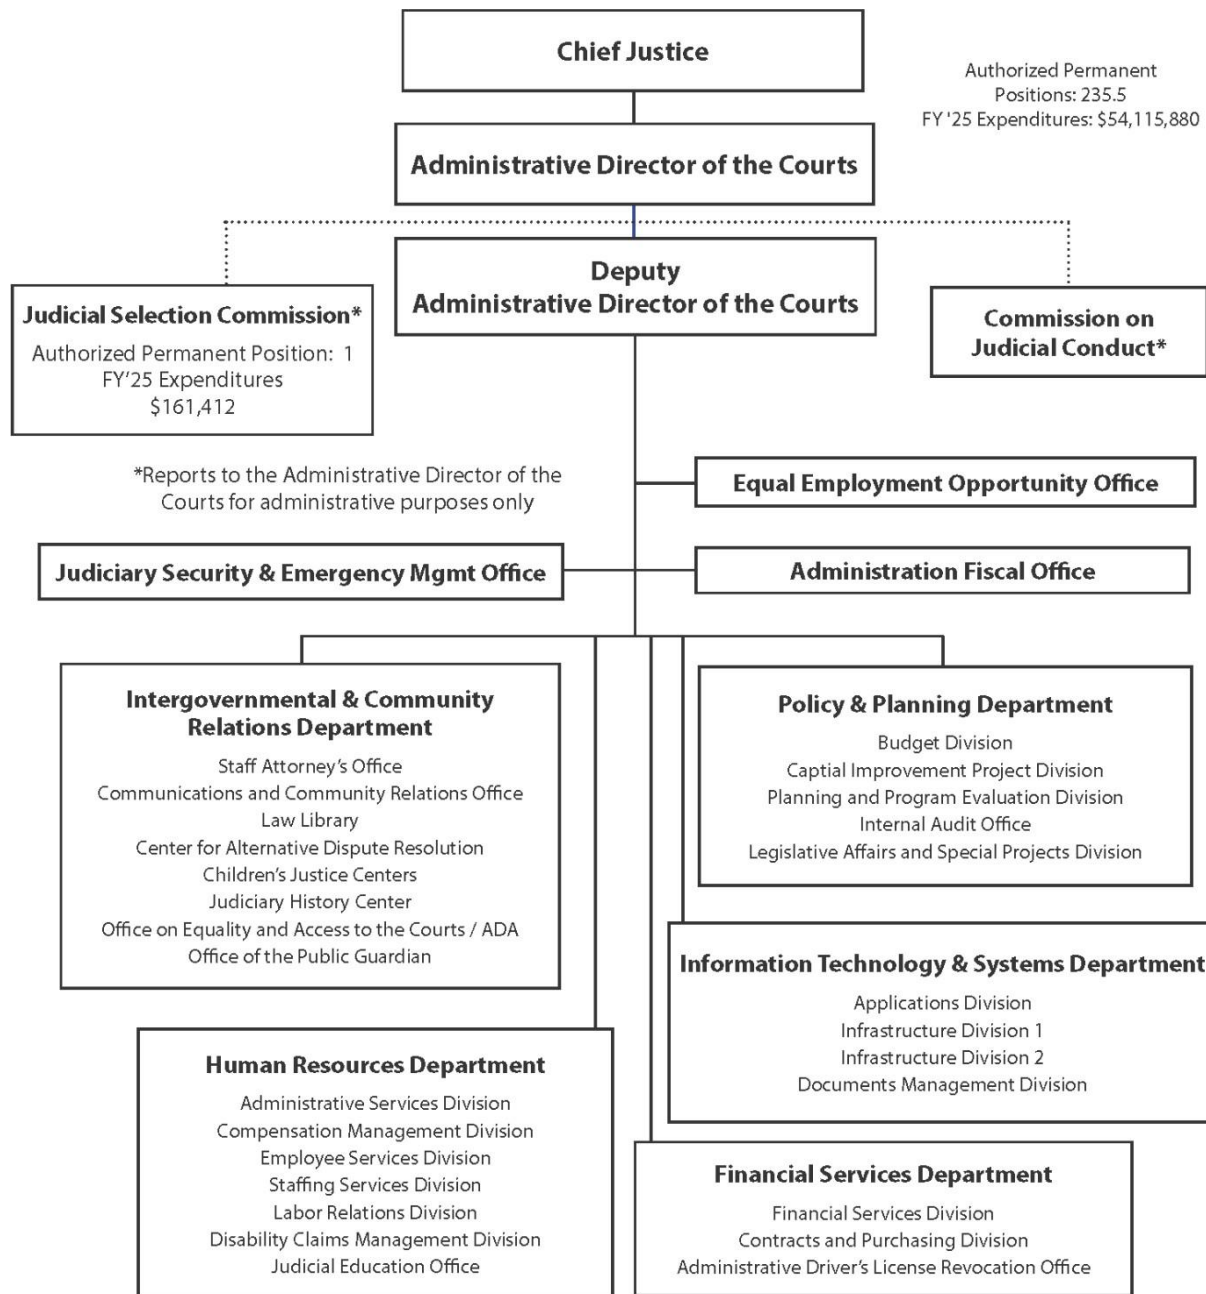 Chief Justice
Authorized Permanent
Positions: 235.5
FY '25 Expenditures: $54,115,880
Administrative Director of the Courts
Deputy
Administrative Director of the Courts
Judicial Selection Commission*
Authorized Permanent Position: 1
FY'25 Expenditures
$161,412
Commission on
Judicial Conduct*
*Reports to the Administrative Director of the
Courts for administrative purposes only
Equal Employment Opportunity Office
Judiciary Security & Emergency Mgmt Office
Administration Fiscal Office
Intergovernmental & Community
Relations Department
Staff Attorney's Office
Communications and Community Relations Office
Law Library
Center for Alternative Dispute Resolution
Children's Justice Centers
Judiciary History Center
Office on Equality and Access to the Courts / ADA
Office of the Public Guardian
Policy & Planning Department
Budget Division
Captial Improvement Project Division
Planning and Program Evaluation Division
Internal Audit Office
Legislative Affairs and Special Projects Division
Information Technology & Systems Department
Applications Division
Infrastructure Division 1
Infrastructure Division 2
Documents Management Division
Human Resources Department
Administrative Services Division
Compensation Management Division
Employee Services Division
Staffing Services Division
Labor Relations Division
Disability Claims Management Division
Judicial Education Office
Financial Services Department
Financial Services Division
Contracts and Purchasing Division
Administrative Driver's License Revocation Office